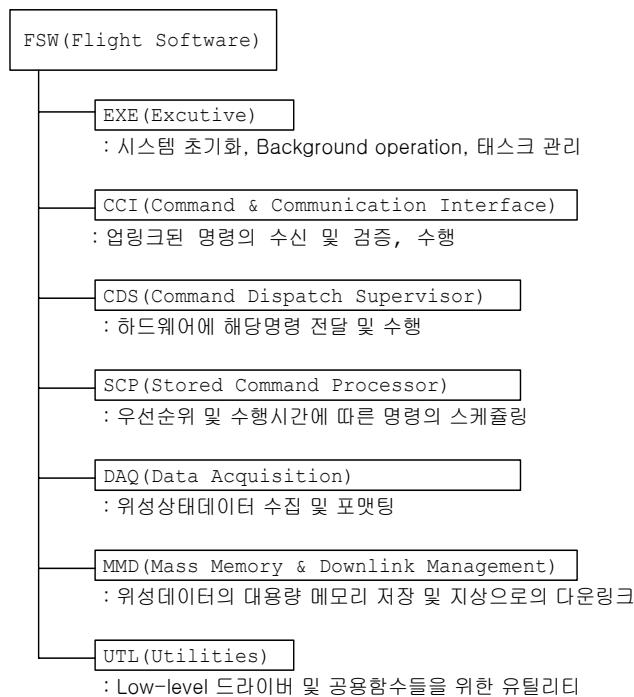 FSW(Flight Software)
EXE(Excutive)
: 시스템 초기화, Background operation, 태스크 관리
CCI(Command & Communication Interface)
: 업링크된 명령의 수신 및 검증, 수행
CDS(Command Dispatch Supervisor)
: 하드웨어에 해당명령 전달 및 수행
SCP(Stored Command Processor)
: 우선순위 및 수행시간에 따른 명령의 스케쥴링
DAQ(Data Acquisition)
: 위성상태데이터 수집 및 포맷팅
MMD(Mass Memory & Downlink Management)
: 위성데이터의 대용량 메모리 저장 및 지상으로의 다운링크
UTL(Utilities)
: Low-level 드라이버 및 공용함수들을 위한 유틸리티